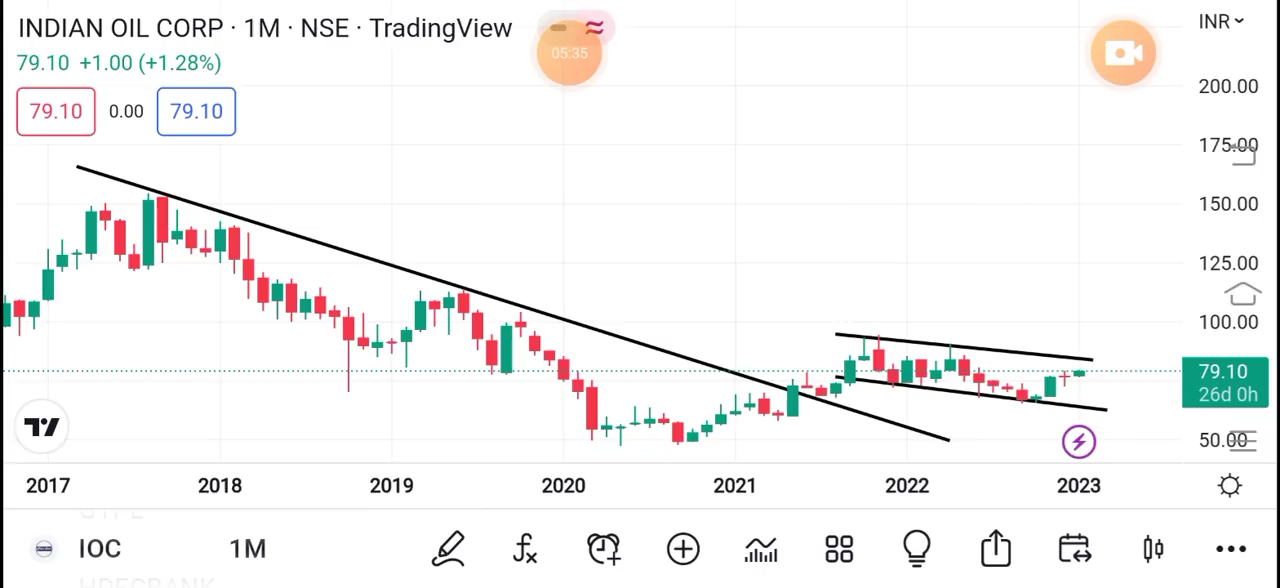 INDIAN OIL CORP · 1M · NSE · TradingView
05:35
INR
79.10 +1.00 (+1.28%)
200.00
79.10 0.00 79.10
175.00
150.00
125.00
100.00
79.10
26d 0h
50.00
2017 2018 2019 2020 2021 2022 2023
IOC 1M